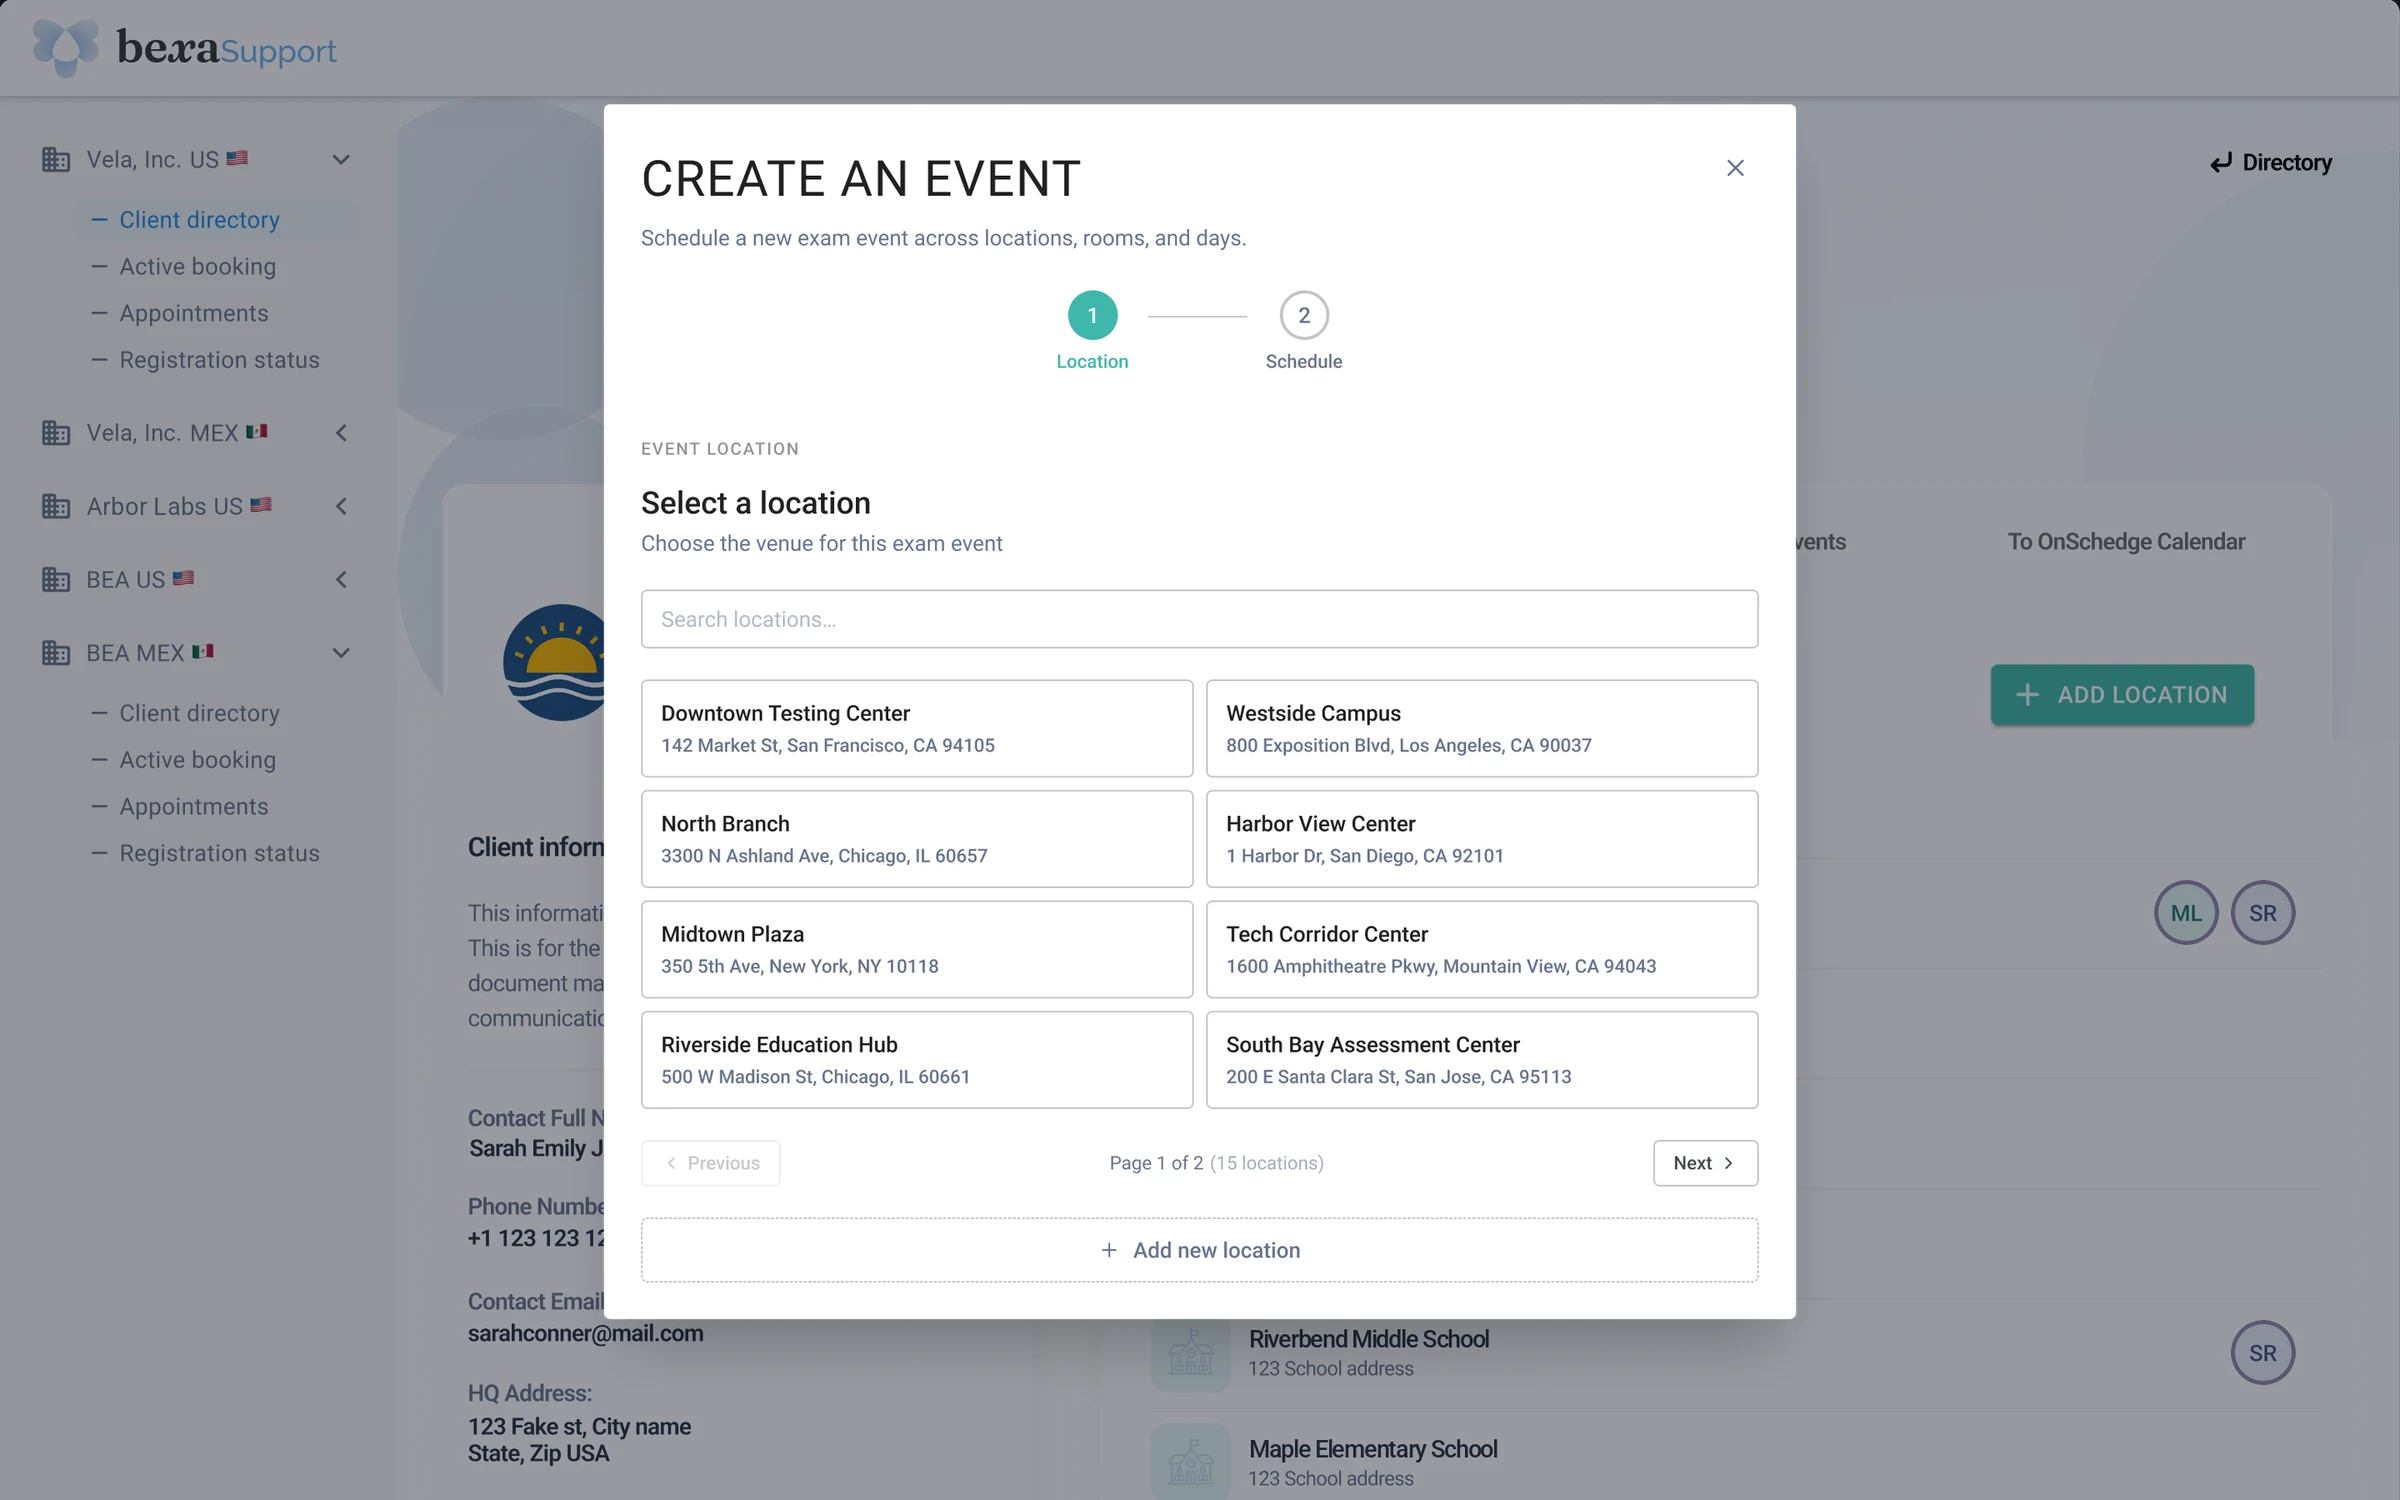 bexaSupport
Vela, Inc. US
Client directory
Active booking
Appointments
Registration status
Vela, Inc. MEX
Arbor Labs US
BEA US
BEA MEX
Client directory
Active booking
Appointments
Registration status
Directory
vents
To OnSchedge Calendar
ADD LOCATION
Client inform
This informati
This is for the
document ma
communicatio
Contact Full N
Sarah Emily J
Phone Numbe
+1 123 123 12
Contact Email
sarahconner@mail.com
HQ Address:
123 Fake st, City name
State, Zip USA
ML
SR
Riverbend Middle School
123 School address
SR
Maple Elementary School
123 School address
CREATE AN EVENT
Schedule a new exam event across locations, rooms, and days.
1
2
Location
Schedule
EVENT LOCATION
Select a location
Choose the venue for this exam event
Search locations...
Downtown Testing Center
142 Market St, San Francisco, CA 94105
Westside Campus
800 Exposition Blvd, Los Angeles, CA 90037
North Branch
3300 N Ashland Ave, Chicago, IL 60657
Harbor View Center
1 Harbor Dr, San Diego, CA 92101
Midtown Plaza
350 5th Ave, New York, NY 10118
Tech Corridor Center
1600 Amphitheatre Pkwy, Mountain View, CA 94043
Riverside Education Hub
500 W Madison St, Chicago, IL 60661
South Bay Assessment Center
200 E Santa Clara St, San Jose, CA 95113
Previous
Page 1 of 2 (15 locations)
Next
+ Add new location